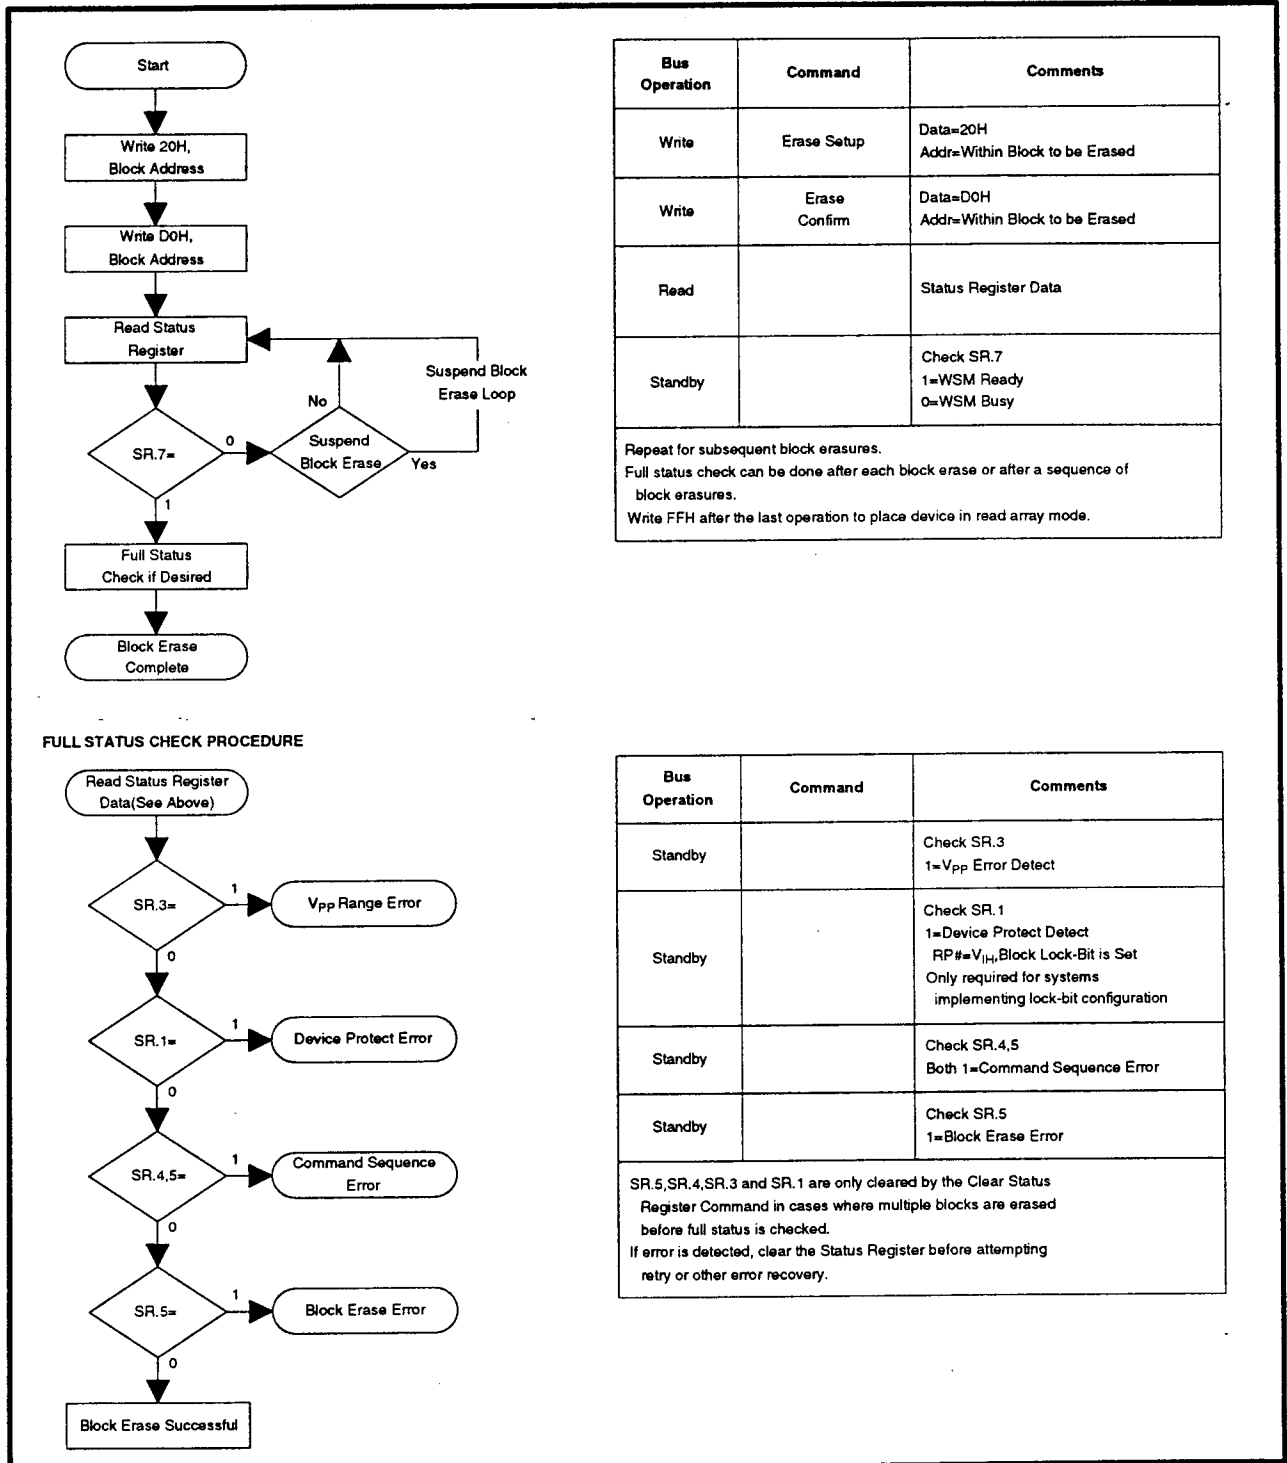 Start
Write 20H,
Block Address
Write D0H,
Block Address
Read Status
Register
Suspend Block
Erase Loop
No
SR.7=
0
Suspend
Block Erase
Yes
1
Full Status
Check if Desired
Block Erase
Complete
Bus
Operation
Command
Comments
Write
Erase Setup
Data=20H
Addr=Within Block to be Erased
Write
Erase
Confirm
Data=D0H
Addr=Within Block to be Erased
Read
Status Register Data
Standby
Check SR.7
1=WSM Ready
0=WSM Busy
Repeat for subsequent block erasures.
Full status check can be done after each block erase or after a sequence of
block erasures.
Write FFH after the last operation to place device in read array mode.
FULL STATUS CHECK PROCEDURE
Read Status Register
Data(See Above)
SR.3=
1
VPP Range Error
0
SR.1=
1
Device Protect Error
0
SR.4,5=
1
Command Sequence
Error
0
SR.5=
1
Block Erase Error
0
Block Erase Successful
Bus
Operation
Command
Comments
Standby
Check SR.3
1=VPP Error Detect
Standby
Check SR.1
1=Device Protect Detect
RP#=VIH,Block Lock-Bit is Set
Only required for systems
implementing lock-bit configuration
Standby
Check SR.4,5
Both 1=Command Sequence Error
Standby
Check SR.5
1=Block Erase Error
SR.5,SR.4,SR.3 and SR.1 are only cleared by the Clear Status
Register Command in cases where multiple blocks are erased
before full status is checked.
If error is detected, clear the Status Register before attempting
retry or other error recovery.